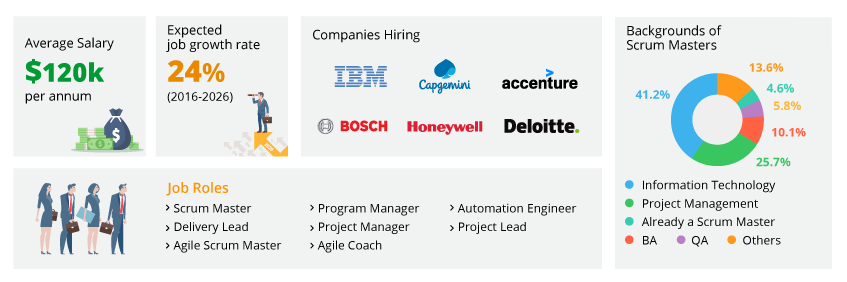 Average Salary
$120k
per annum
$
Expected
job growth rate
24%
(2016-2026)
Companies Hiring
IBM
Capgemini
accenture
BOSCH
Honeywell
Deloitte.
Job Roles
Scrum Master
Delivery Lead
Agile Scrum Master
Program Manager
Project Manager
Agile Coach
Automation Engineer
Project Lead
Backgrounds of
Scrum Masters
13.6%
4.6%
5.8%
10.1%
25.7%
41.2%
Information Technology
Project Management
Already a Scrum Master
BA
QA
Others